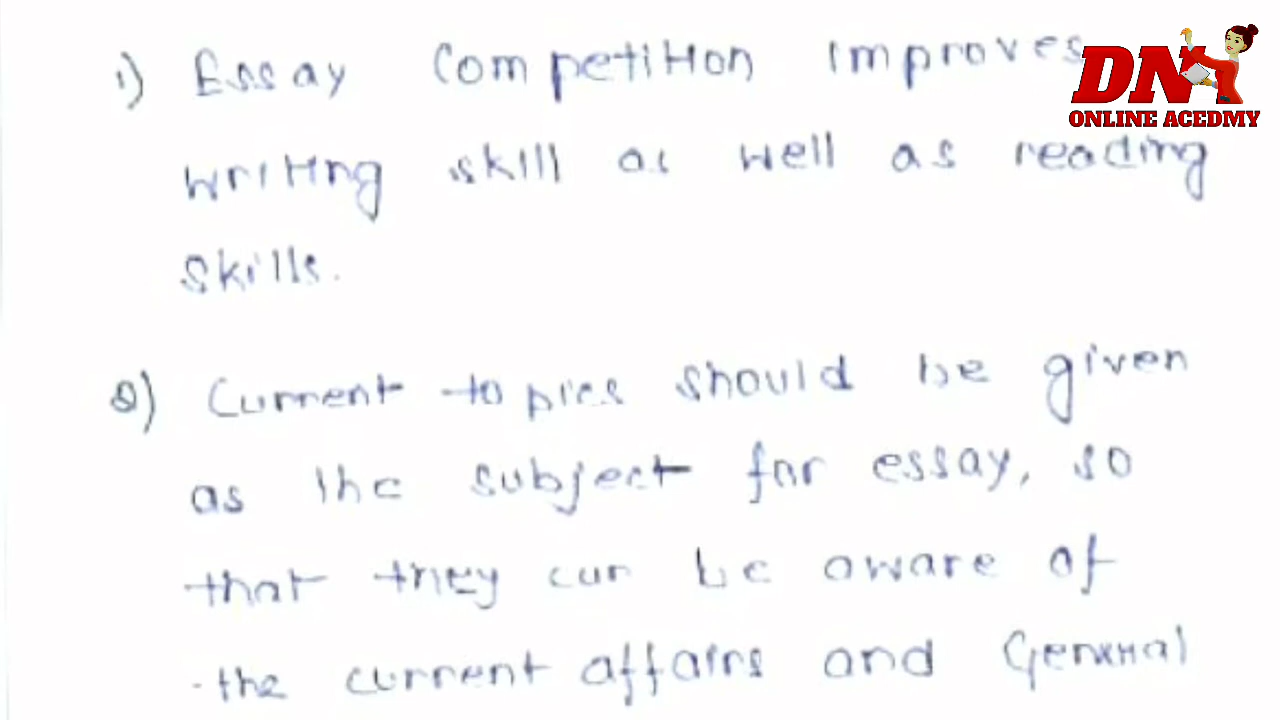 1) Essay Competition improves
DN
ONLINE ACEDMY
writing skill as well as reading
skills.
2) Current topics should be given
as the subject for essay, so
that they can be aware of
the current affairs and General